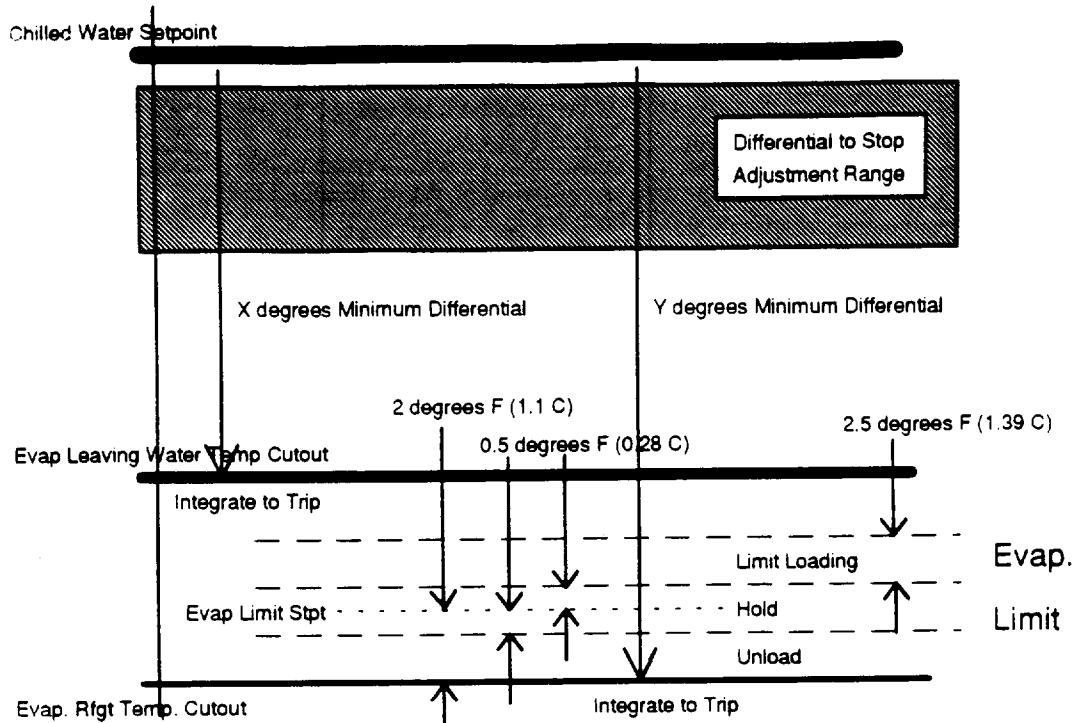 Chilled Water Setpoint
Differential to Stop
Adjustment Range
X degrees Minimum Differential
Y degrees Minimum Differential
2 degrees F (1.1 C)
0.5 degrees F (0.28 C)
2.5 degrees F (1.39 C)
Evap Leaving Water Temp Cutout
Integrate to Trip
Limit Loading
Evap.
Evap Limit Stpt
Hold
Limit
Unload
Evap. Rfgt Temp. Cutout
Integrate to Trip